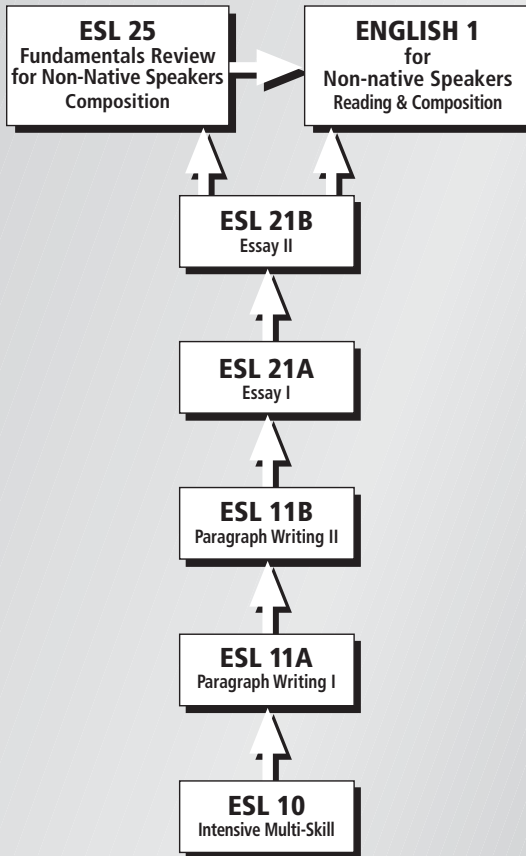 ESL 25
Fundamentals Review
for Non-Native Speakers
Composition
ENGLISH 1
for
Non-native Speakers
Reading & Composition
ESL 21B
Essay II
ESL 21A
Essay I
ESL 11B
Paragraph Writing II
ESL 11A
Paragraph Writing I
ESL 10
Intensive Multi-Skill